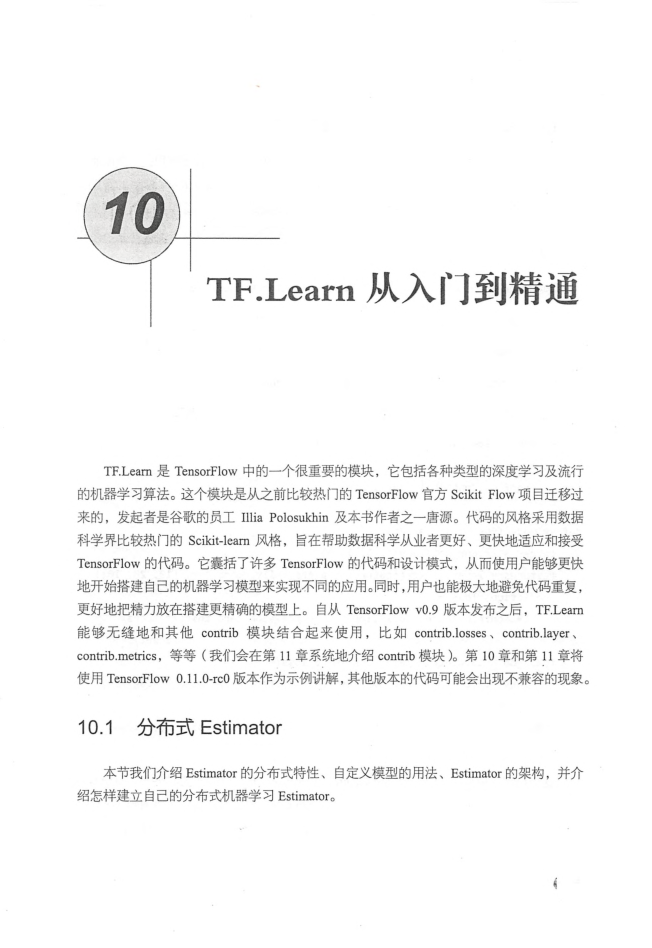 10
TF.Learn 从入门到精通
TF.Learn 是 TensorFlow 中的一个很重要的模块，它包括各种类型的深度学习及流行
的机器学习算法。这个模块是从之前比较热门的 TensorFlow 官方 Scikit Flow 项目迁移过
来的，发起者是谷歌的员工 Illia Polosukhin 及本书作者之一唐源。代码的风格采用数据
科学界比较热门的 Scikit-learn 风格，旨在帮助数据科学从业者更好、更快地适应和接受
TensorFlow 的代码。它囊括了许多 TensorFlow 的代码和设计模式，从而使用户能够更快
地开始搭建自己的机器学习模型来实现不同的应用。同时，用户也能极大地避免代码重复，
更好地把精力放在搭建更精确的模型上。自从 TensorFlow v0.9 版本发布之后，TF.Learn
能够无缝地和其他 contrib 模块结合起来使用，比如 contrib.losses、contrib.layer、
contrib.metrics，等等（我们会在第 11 章系统地介绍 contrib 模块）。第 10 章和第 11 章将
使用 TensorFlow 0.11.0-rc0 版本作为示例讲解，其他版本的代码可能会出现不兼容的现象。
10.1 分布式 Estimator
本节我们介绍 Estimator 的分布式特性、自定义模型的用法、Estimator 的架构，并介
绍怎样建立自己的分布式机器学习 Estimator。